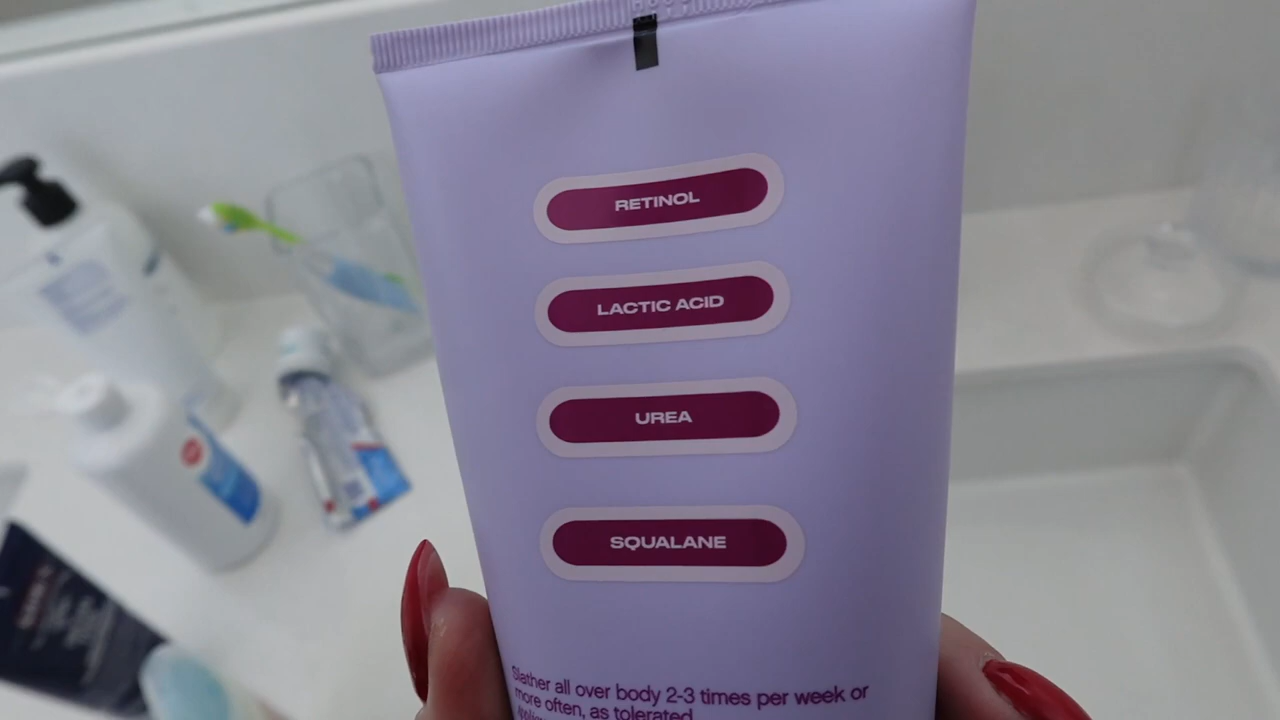 RETINOL
LACTIC ACID
UREA
SQUALANE
Slather all over body 2-3 times per week or
more often, as tolerated.